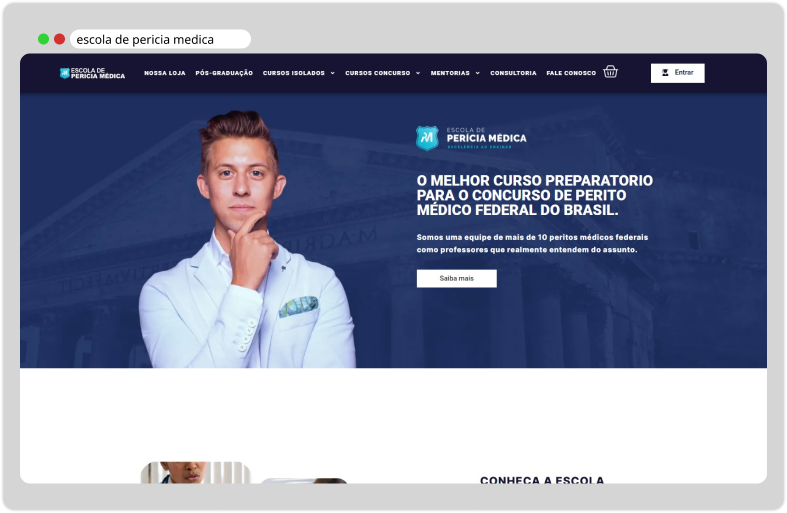 escola de pericia medica
ESCOLA DE
PERÍCIA MÉDICA
NOSSA LOJA PÓS-GRADUAÇÃO CURSOS ISOLADOS CURSOS CONCURSO MENTORIAS CONSULTORIA FALE CONOSCO
Entrar
ESCOLA DE
PERÍCIA MÉDICA
EXCELÊNCIA AO ENSINAR
O MELHOR CURSO PREPARATORIO
PARA O CONCURSO DE PERITO
MÉDICO FEDERAL DO BRASIL.
Somos uma equipe de mais de 10 peritos médicos federais
como professores que realmente entendem do assunto.
Saiba mais
CONHEÇA A ESCOLA